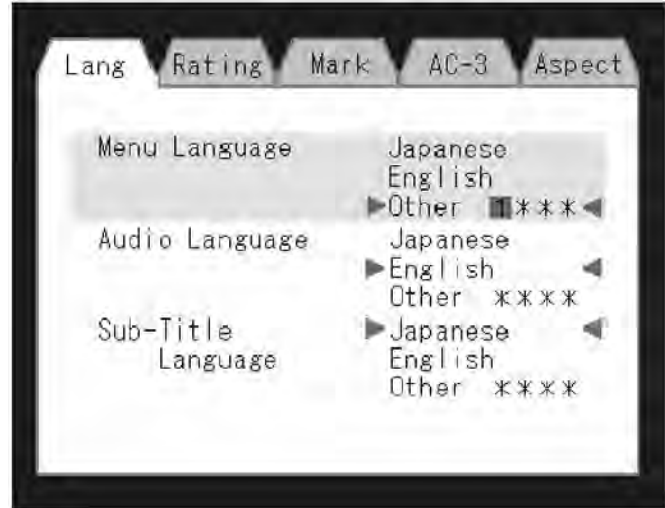 Lang Rating Mark AC-3 Aspect
Menu Language Japanese
English
Other 1***
Audio Language Japanese
English
Other ****
Sub-Title Japanese
Language English
Other ****